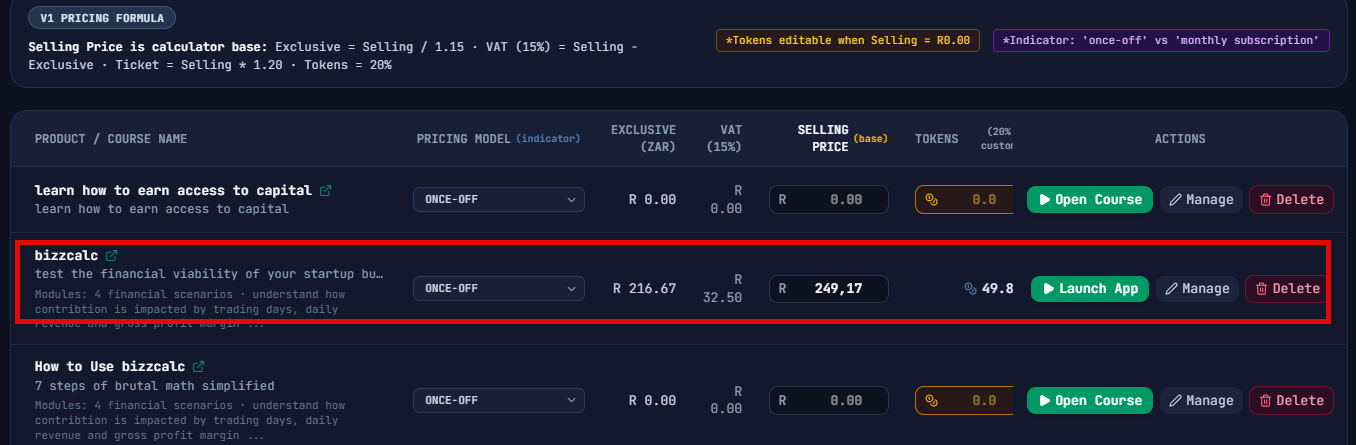 V1 PRICING FORMULA
Selling Price is calculator base: Exclusive = Selling / 1.15 · VAT (15%) = Selling -
Exclusive · Ticket = Selling * 1.20 · Tokens = 20%
*Tokens editable when Selling = R0.00
*Indicator: 'once-off' vs 'monthly subscription'
PRODUCT / COURSE NAME
PRICING MODEL (indicator)
EXCLUSIVE
(ZAR)
VAT
(15%)
SELLING
PRICE
(base)
TOKENS
(20%
ACTIONS
learn how to earn access to capital
learn how to earn access to capital
ONCE-OFF
R 0.00
R
0.00
R 0.00
0.0
Open Course
Manage
Delete
bizzcalc
test the financial viability of your startup bu…
Modules: 4 financial scenarios · understand how
contribtion is impacted by trading days, daily
revenue and gross profit margin ...
ONCE-OFF
R 216.67
R
32.50
R 249,17
49.8
Launch App
Manage
Delete
How to Use bizzcalc
7 steps of brutal math simplified
Modules: 4 financial scenarios · understand how
contribtion is impacted by trading days, daily
revenue and gross profit margin ...
ONCE-OFF
R 0.00
R
0.00
R 0.00
0.0
Open Course
Manage
Delete